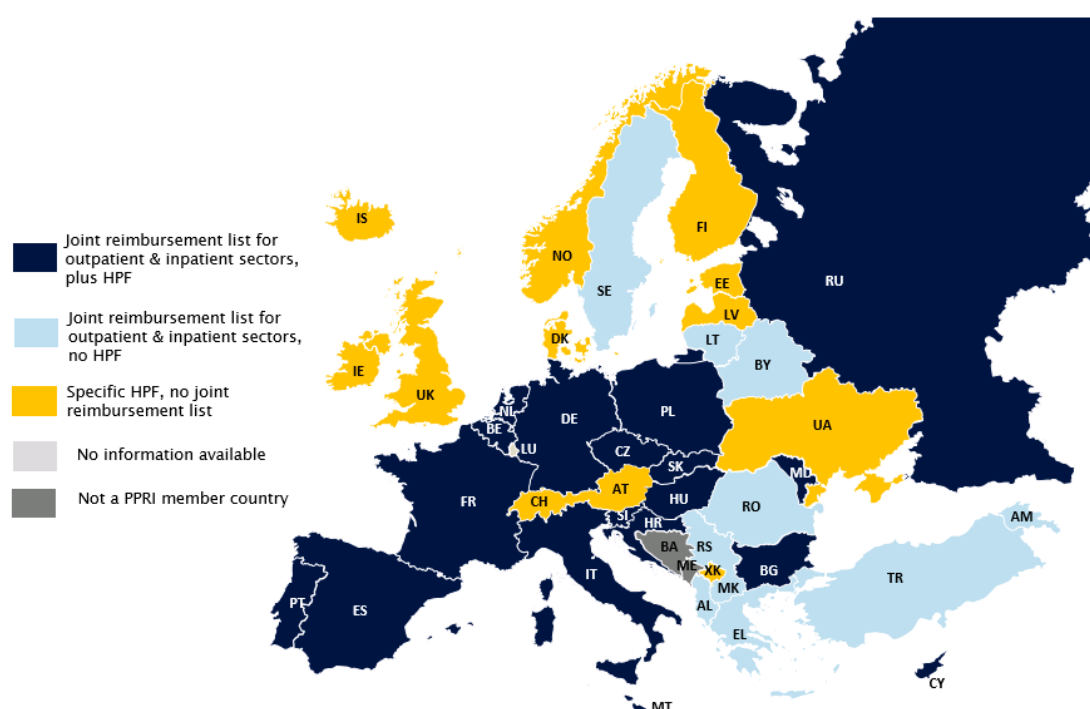 Joint reimbursement list for
outpatient & inpatient sectors,
plus HPF
Joint reimbursement list for
outpatient & inpatient sectors,
no HPF
Specific HPF, no joint
reimbursement list
No information available
Not a PPRI member country
IS
NO
FI
SE
RU
EE
LV
LT
DK
BY
IE
UK
NL
BE
DE
PL
LU
CZ
UA
SK
FR
CH
AT
HU
MD
RO
SI
HR
BA
RS
ME
XK
BG
MK
AL
EL
IT
PT
ES
AM
TR
CY
MT